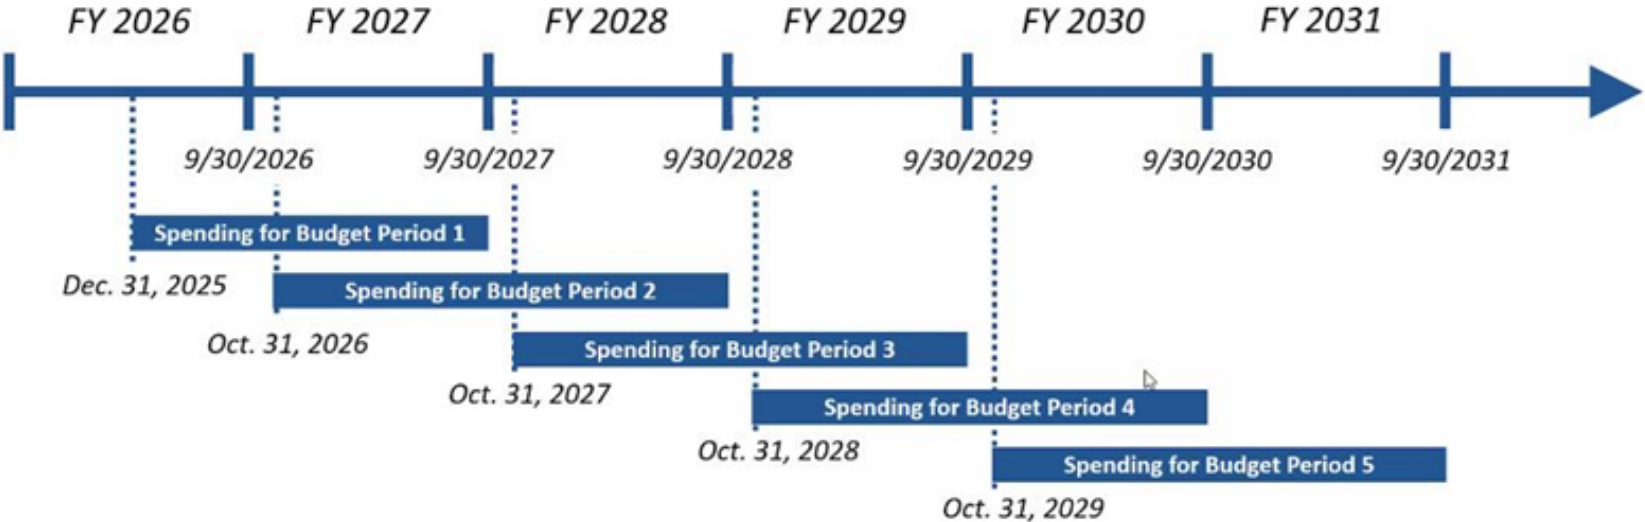 FY 2026 FY 2027 FY 2028 FY 2029 FY 2030 FY 2031
9/30/2026 9/30/2027 9/30/2028 9/30/2029 9/30/2030 9/30/2031
Spending for Budget Period 1
Dec. 31, 2025
Spending for Budget Period 2
Oct. 31, 2026
Spending for Budget Period 3
Oct. 31, 2027
Spending for Budget Period 4
Oct. 31, 2028
Spending for Budget Period 5
Oct. 31, 2029